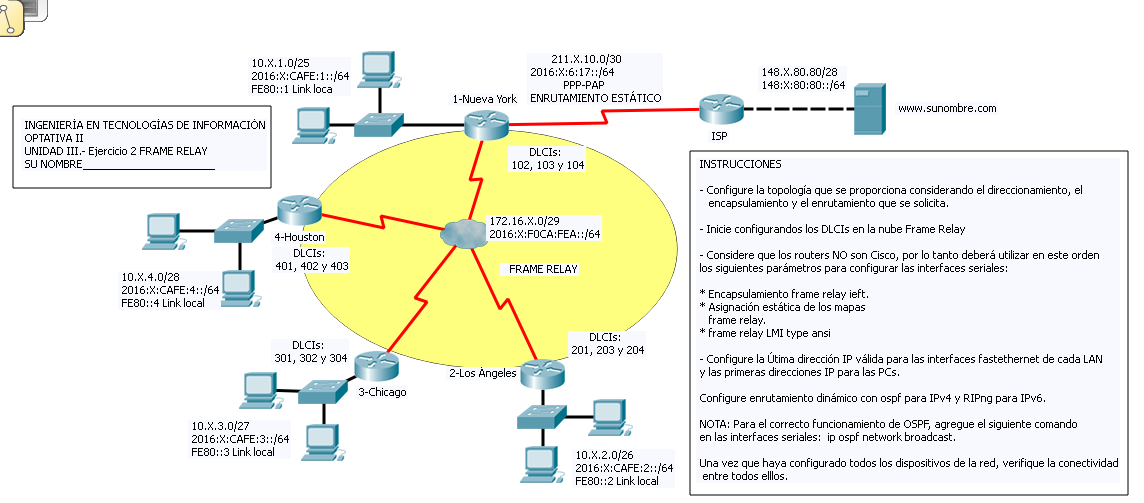 10.X.1.0/25
2016:X:CAFE:1::/64
FE80::1 Link loca
1-Nueva York
211.X.10.0/30
2016:X:6:17::/64
PPP-PAP
ENRUTAMIENTO ESTÁTICO
148.X.80.80/28
148:X:80:80::/64
www.sunombre.com
ISP
INGENIERÍA EN TECNOLOGÍAS DE INFORMACIÓN
OPTATIVA II
UNIDAD III.- Ejercicio 2 FRAME RELAY
SU NOMBRE_____________________
DLCIs:
102, 103 y 104
172.16.X.0/29
2016:X:F0CA:FEA::/64
FRAME RELAY
4-Houston
DLCIs:
401, 402 y 403
10.X.4.0/28
2016:X:CAFE:4::/64
FE80::4 Link local
DLCIs:
301, 302 y 304
3-Chicago
10.X.3.0/27
2016:X:CAFE:3::/64
FE80::3 Link local
DLCIs:
201, 203 y 204
2-Los Ángeles
10.X.2.0/26
2016:X:CAFE:2::/64
FE80::2 Link local
INSTRUCCIONES
- Configure la topología que se proporciona considerando el direccionamiento, el
encapsulamiento y el enrutamiento que se solicita.
- Inicie configurandos los DLCIs en la nube Frame Relay
- Considere que los routers NO son Cisco, por lo tanto deberá utilizar en este orden
los siguientes parámetros para configurar las interfaces seriales:
* Encapsulamiento frame relay ieft.
* Asignación estática de los mapas
frame relay.
* frame relay LMI type ansi
- Configure la Útima dirección IP válida para las interfaces fastethernet de cada LAN
y las primeras direcciones IP para las PCs.
Configure enrutamiento dinámico con ospf para IPv4 y RIPng para IPv6.
NOTA: Para el correcto funcionamiento de OSPF, agregue el siguiente comando
en las interfaces seriales: ip ospf network broadcast.
Una vez que haya configurado todos los dispositivos de la red, verifique la conectividad
entre todos elllos.